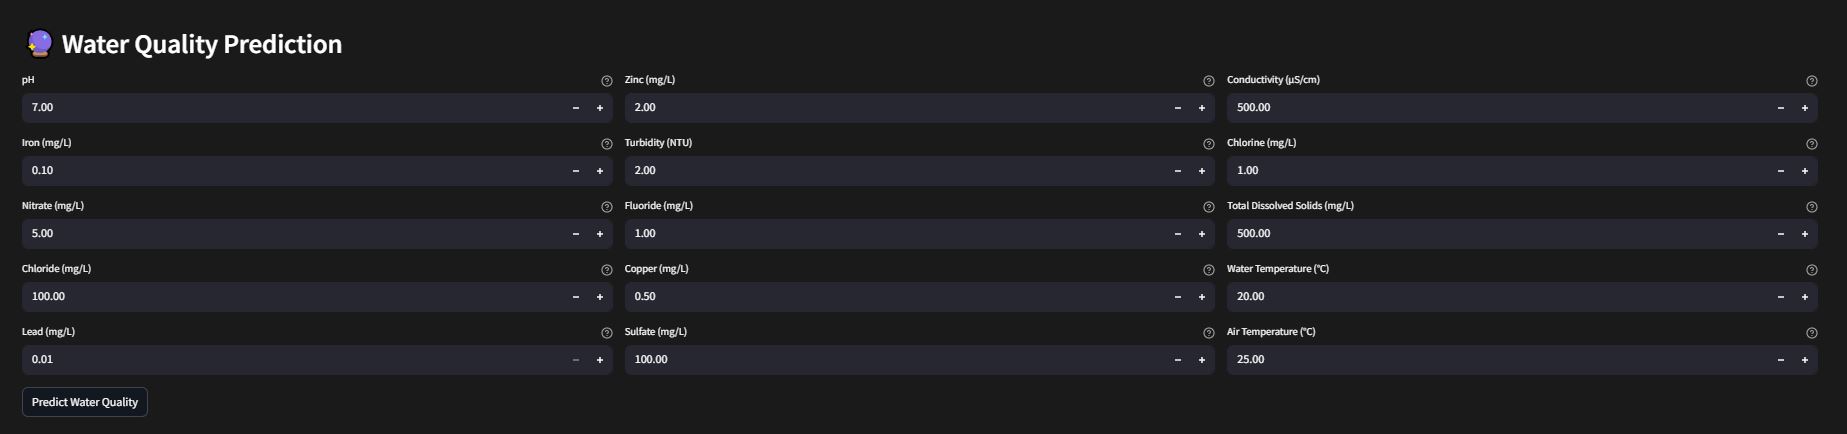 Water Quality Prediction
pH
7.00
Zinc (mg/L)
2.00
Conductivity (µS/cm)
500.00
Iron (mg/L)
0.10
Turbidity (NTU)
2.00
Chlorine (mg/L)
1.00
Nitrate (mg/L)
5.00
Fluoride (mg/L)
1.00
Total Dissolved Solids (mg/L)
500.00
Chloride (mg/L)
100.00
Copper (mg/L)
0.50
Water Temperature (°C)
20.00
Lead (mg/L)
0.01
Sulfate (mg/L)
100.00
Air Temperature (°C)
25.00
Predict Water Quality